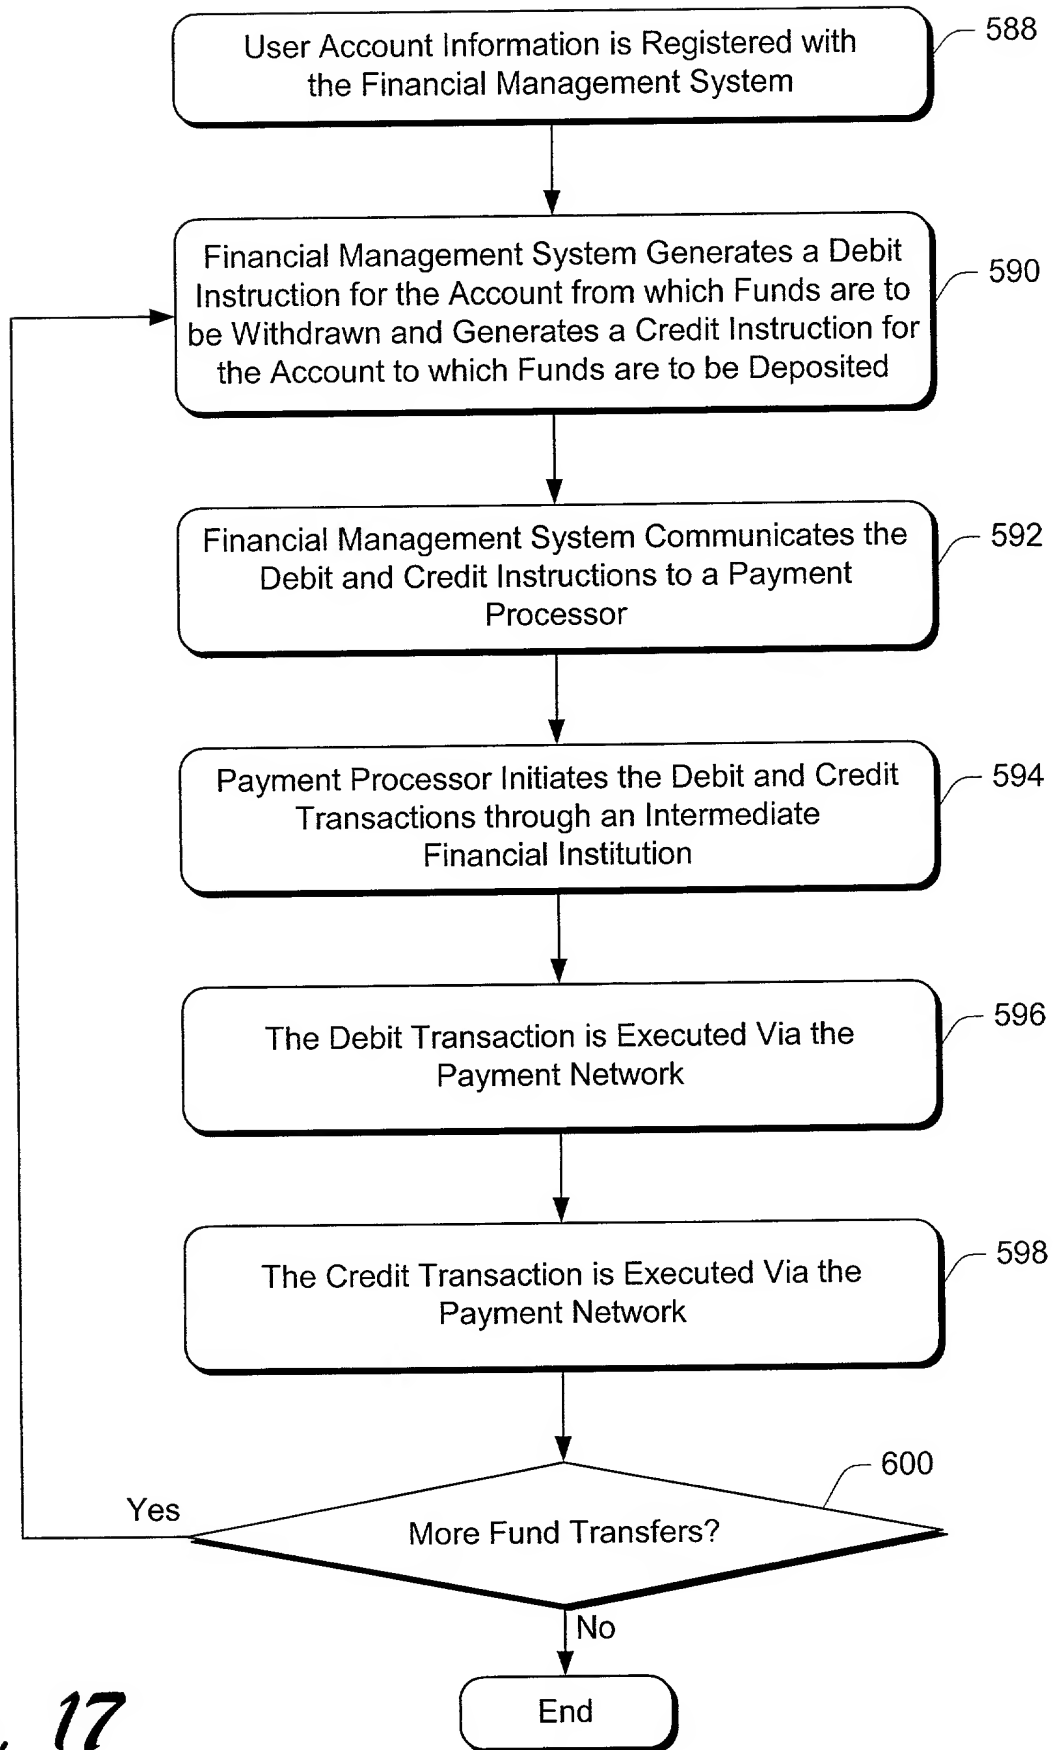 User Account Information is Registered with
the Financial Management System
588
Financial Management System Generates a Debit
Instruction for the Account from which Funds are to
be Withdrawn and Generates a Credit Instruction for
the Account to which Funds are to be Deposited
590
Financial Management System Communicates the
Debit and Credit Instructions to a Payment
Processor
592
Payment Processor Initiates the Debit and Credit
Transactions through an Intermediate
Financial Institution
594
The Debit Transaction is Executed Via the
Payment Network
596
The Credit Transaction is Executed Via the
Payment Network
598
600
Yes
More Fund Transfers?
No
End
17